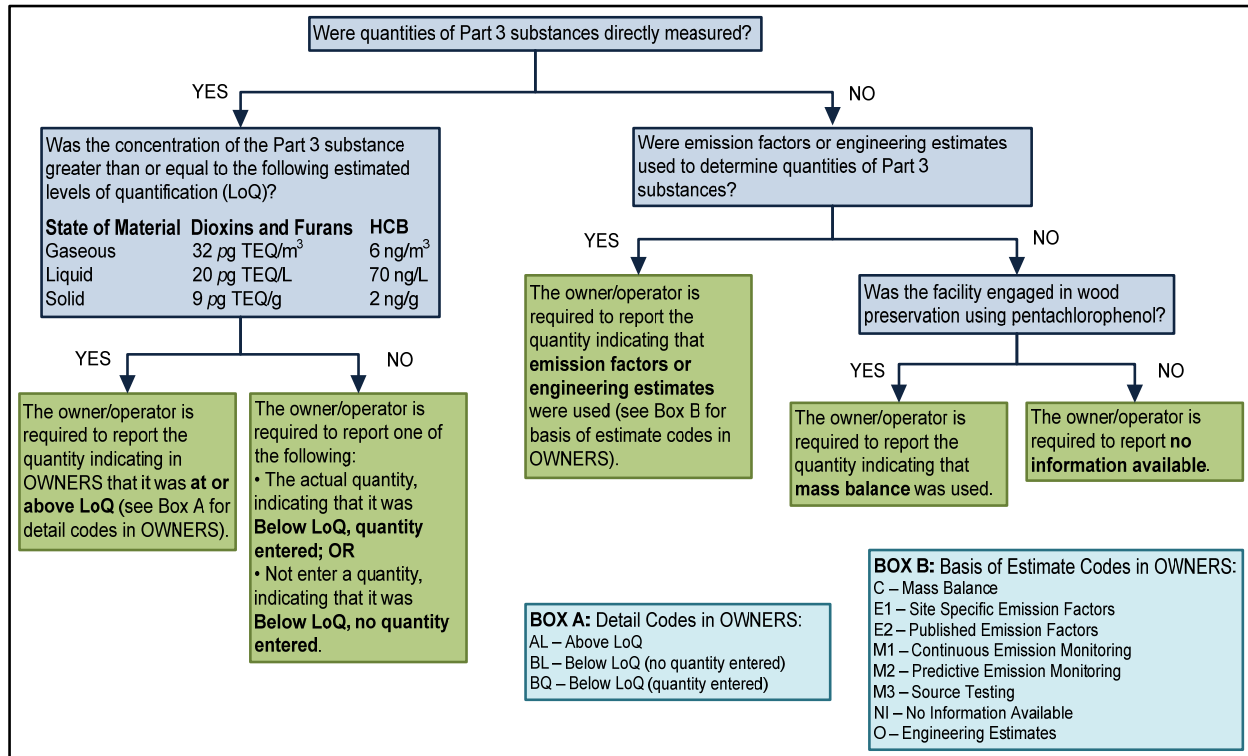 Were quantities of Part 3 substances directly measured?
YES
NO
Was the concentration of the Part 3 substance
greater than or equal to the following estimated
levels of quantification (LoQ)?
State of Material Dioxins and Furans HCB
Gaseous 32 pg TEQ/m³ 6 ng/m³
Liquid 20 pg TEQ/L 70 ng/L
Solid 9 pg TEQ/g 2 ng/g
YES
NO
The owner/operator is
required to report the
quantity indicating in
OWNERS that it was at or
above LoQ (see Box A for
detail codes in OWNERS).
The owner/operator is
required to report one of
the following:
• The actual quantity,
indicating that it was
Below LoQ, quantity
entered; OR
• Not enter a quantity,
indicating that it was
Below LoQ, no quantity
entered.
Were emission factors or engineering estimates
used to determine quantities of Part 3
substances?
YES
NO
The owner/operator is
required to report the
quantity indicating that
emission factors or
engineering estimates
were used (see Box B for
basis of estimate codes in
OWNERS).
Was the facility engaged in wood
preservation using pentachlorophenol?
YES
NO
The owner/operator is
required to report the
quantity indicating that
mass balance was used.
The owner/operator is
required to report no
information available.
BOX A: Detail Codes in OWNERS:
AL – Above LoQ
BL – Below LoQ (no quantity entered)
BQ – Below LoQ (quantity entered)
BOX B: Basis of Estimate Codes in OWNERS:
C – Mass Balance
E1 – Site Specific Emission Factors
E2 – Published Emission Factors
M1 – Continuous Emission Monitoring
M2 – Predictive Emission Monitoring
M3 – Source Testing
NI – No Information Available
O – Engineering Estimates